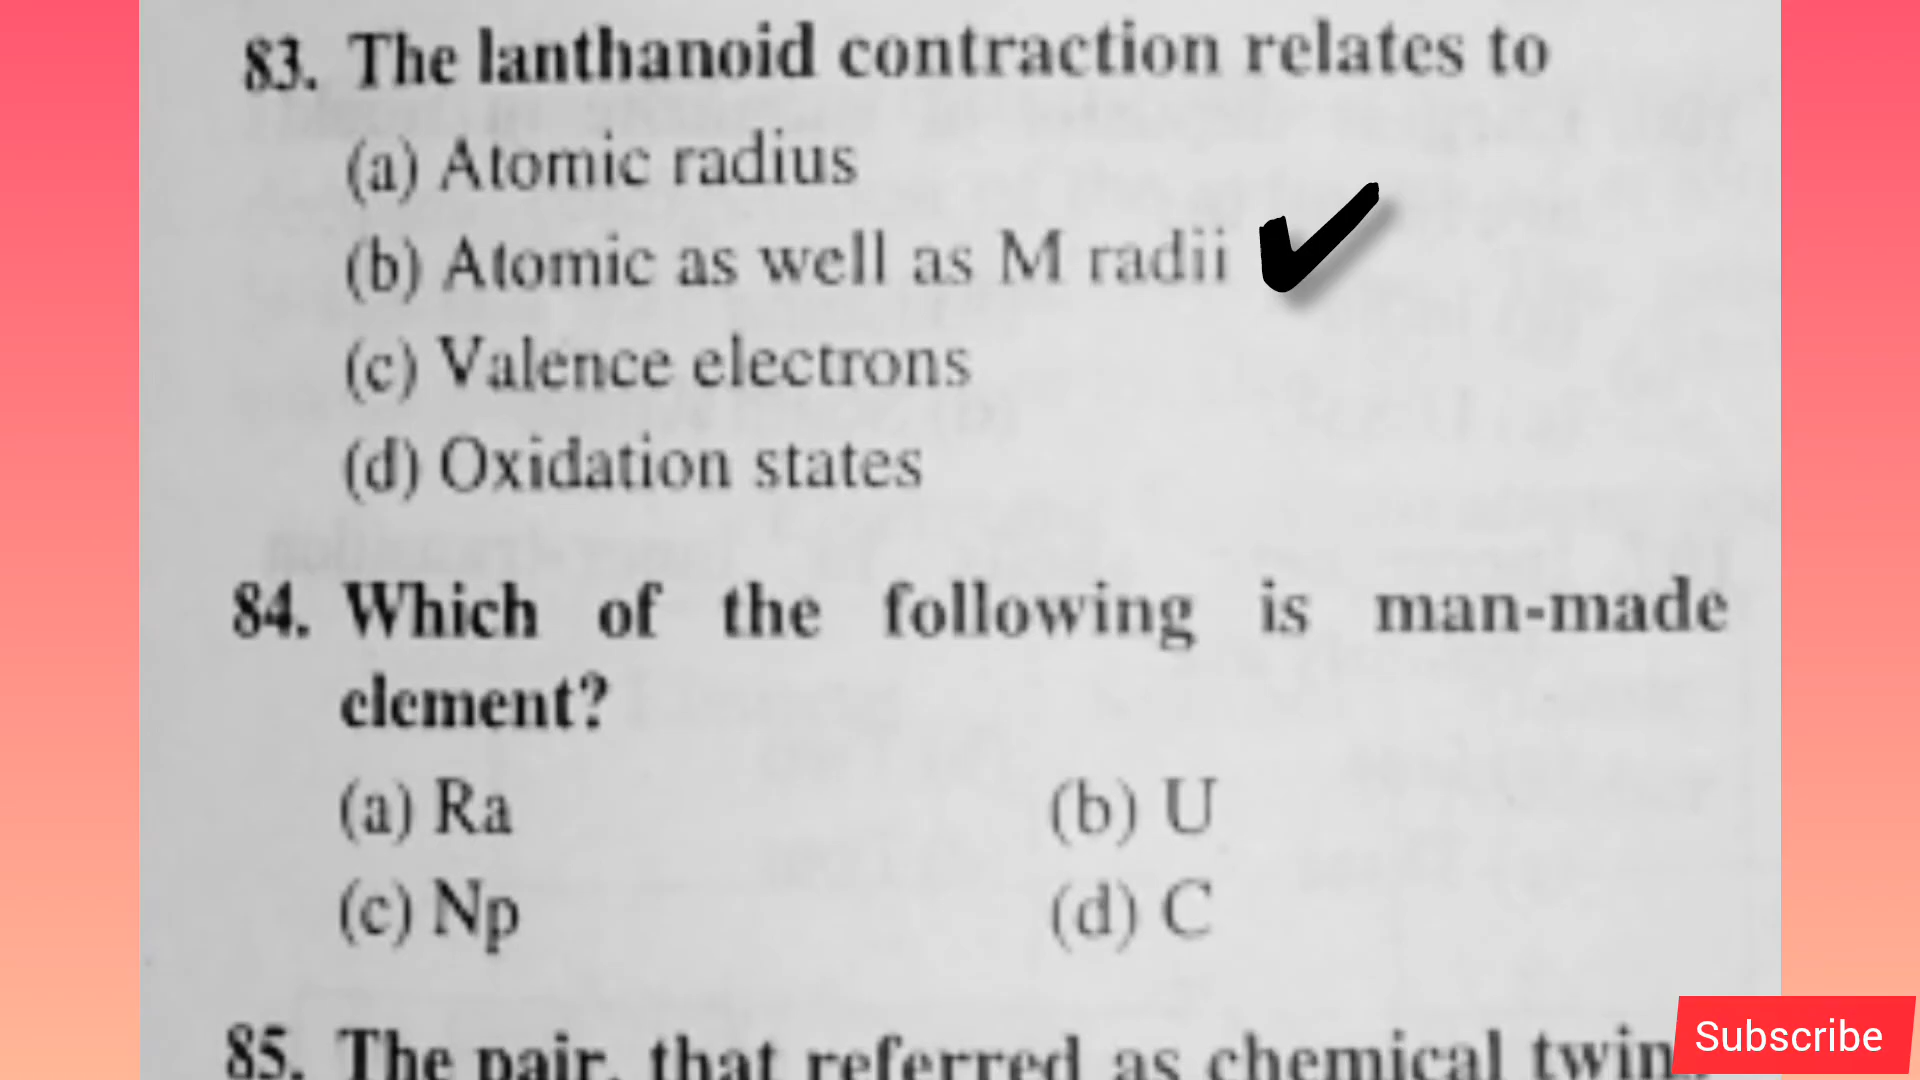 83. The lanthanoid contraction relates to
(a) Atomic radius
(b) Atomic as well as M radii
(c) Valence electrons
(d) Oxidation states
84. Which of the following is man-made
element?
(a) Ra (b) U
(c) Np (d) C
85. The pair, that referred as chemical twin
Subscribe